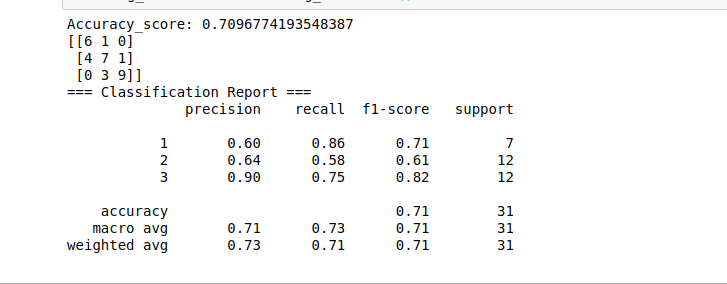 Accuracy_score: 0.7096774193548387
[[6 1 0]
 [4 7 1]
 [0 3 9]]
=== Classification Report ===
              precision    recall  f1-score   support

           1       0.60      0.86      0.71         7
           2       0.64      0.58      0.61        12
           3       0.90      0.75      0.82        12

    accuracy                           0.71        31
   macro avg       0.71      0.73      0.71        31
weighted avg       0.73      0.71      0.71        31